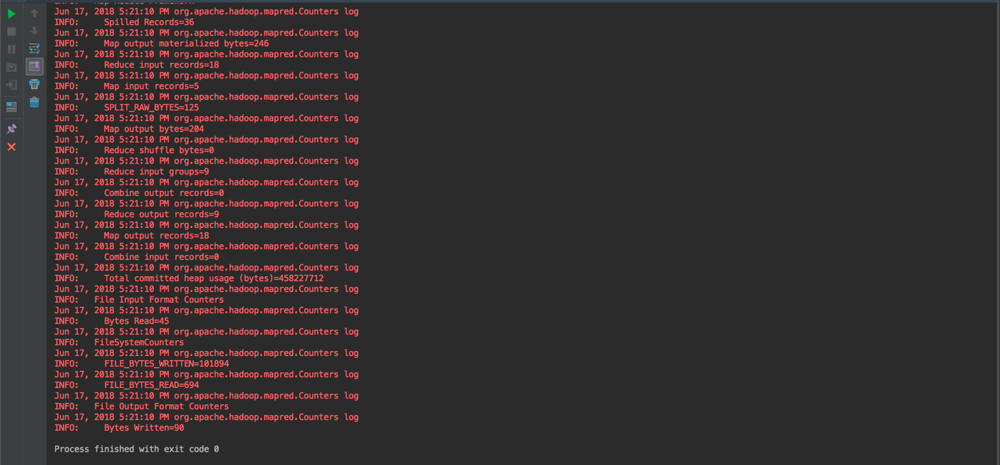 Jun 17, 2018 5:21:10 PM org.apache.hadoop.mapred.Counters log
INFO:     Spilled Records=36
Jun 17, 2018 5:21:10 PM org.apache.hadoop.mapred.Counters log
INFO:     Map output materialized bytes=246
Jun 17, 2018 5:21:10 PM org.apache.hadoop.mapred.Counters log
INFO:     Reduce input records=18
Jun 17, 2018 5:21:10 PM org.apache.hadoop.mapred.Counters log
INFO:     Map input records=5
Jun 17, 2018 5:21:10 PM org.apache.hadoop.mapred.Counters log
INFO:     SPLIT_RAW_BYTES=125
Jun 17, 2018 5:21:10 PM org.apache.hadoop.mapred.Counters log
INFO:     Map output bytes=204
Jun 17, 2018 5:21:10 PM org.apache.hadoop.mapred.Counters log
INFO:     Reduce shuffle bytes=0
Jun 17, 2018 5:21:10 PM org.apache.hadoop.mapred.Counters log
INFO:     Reduce input groups=9
Jun 17, 2018 5:21:10 PM org.apache.hadoop.mapred.Counters log
INFO:     Combine output records=0
Jun 17, 2018 5:21:10 PM org.apache.hadoop.mapred.Counters log
INFO:     Reduce output records=9
Jun 17, 2018 5:21:10 PM org.apache.hadoop.mapred.Counters log
INFO:     Map output records=18
Jun 17, 2018 5:21:10 PM org.apache.hadoop.mapred.Counters log
INFO:     Combine input records=0
Jun 17, 2018 5:21:10 PM org.apache.hadoop.mapred.Counters log
INFO:     Total committed heap usage (bytes)=458227712
Jun 17, 2018 5:21:10 PM org.apache.hadoop.mapred.Counters log
INFO:   File Input Format Counters
Jun 17, 2018 5:21:10 PM org.apache.hadoop.mapred.Counters log
INFO:     Bytes Read=45
Jun 17, 2018 5:21:10 PM org.apache.hadoop.mapred.Counters log
INFO:   FileSystemCounters
Jun 17, 2018 5:21:10 PM org.apache.hadoop.mapred.Counters log
INFO:     FILE_BYTES_WRITTEN=101894
Jun 17, 2018 5:21:10 PM org.apache.hadoop.mapred.Counters log
INFO:     FILE_BYTES_READ=694
Jun 17, 2018 5:21:10 PM org.apache.hadoop.mapred.Counters log
INFO:   File Output Format Counters
Jun 17, 2018 5:21:10 PM org.apache.hadoop.mapred.Counters log
INFO:     Bytes Written=90

Process finished with exit code 0